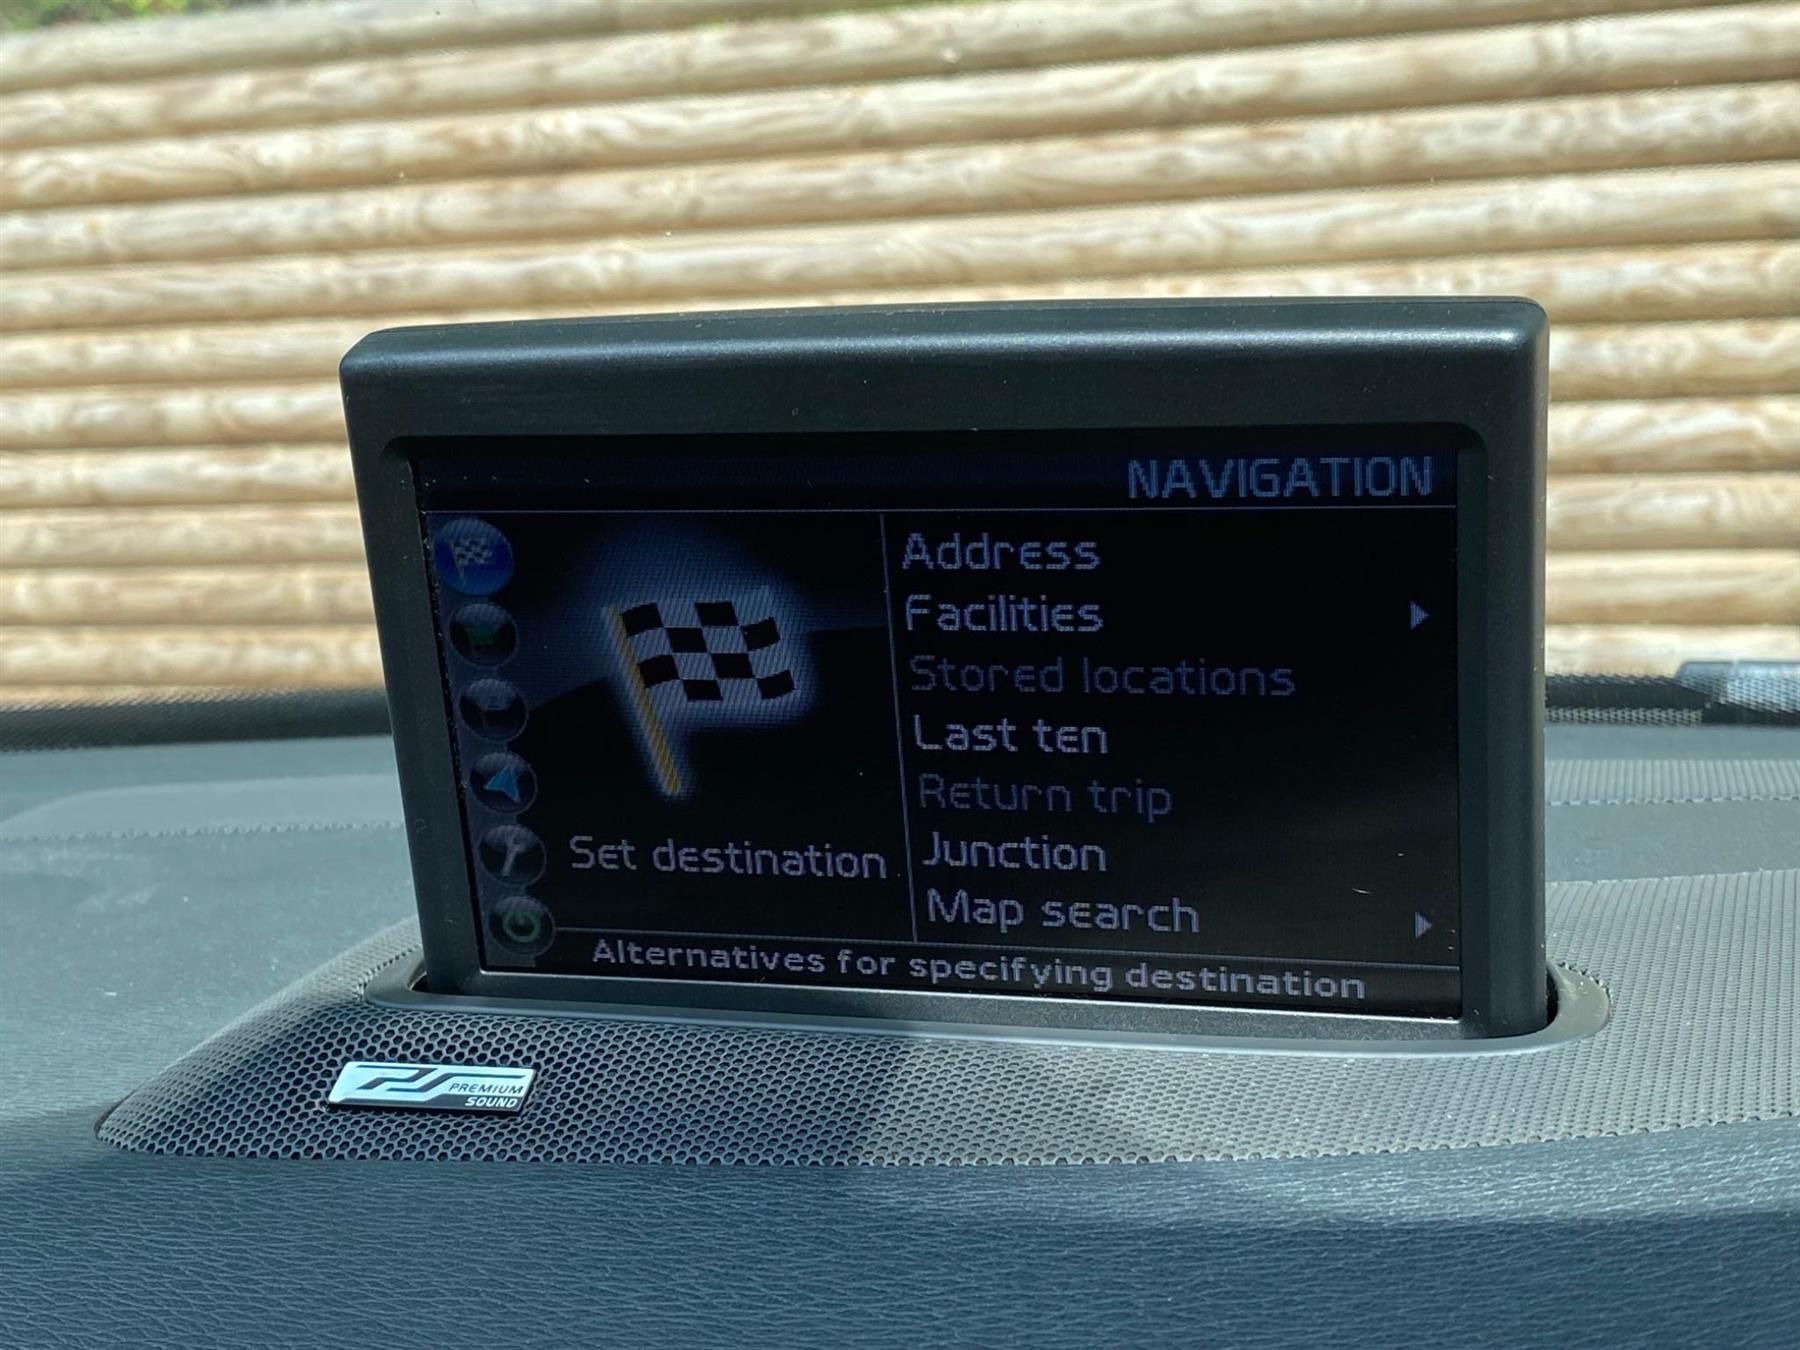 NAVIGATION
Address
Facilities
Stored locations
Last ten
Return trip
Junction
Map search
Set destination
Alternatives for specifying destination
PS PREMIUM
SOUND